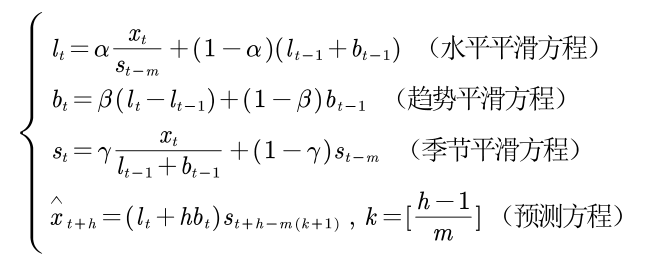 l_t = α x_t / s_{t−m} + (1 − α)(l_{t−1} + b_{t−1}) （水平平滑方程）
b_t = β(l_t − l_{t−1}) + (1 − β)b_{t−1} （趋势平滑方程）
s_t = γ x_t / (l_{t−1} + b_{t−1}) + (1 − γ)s_{t−m} （季节平滑方程）
x̂_{t+h} = (l_t + hb_t)s_{t+h−m(k+1)} , k = [(h − 1) / m] （预测方程）